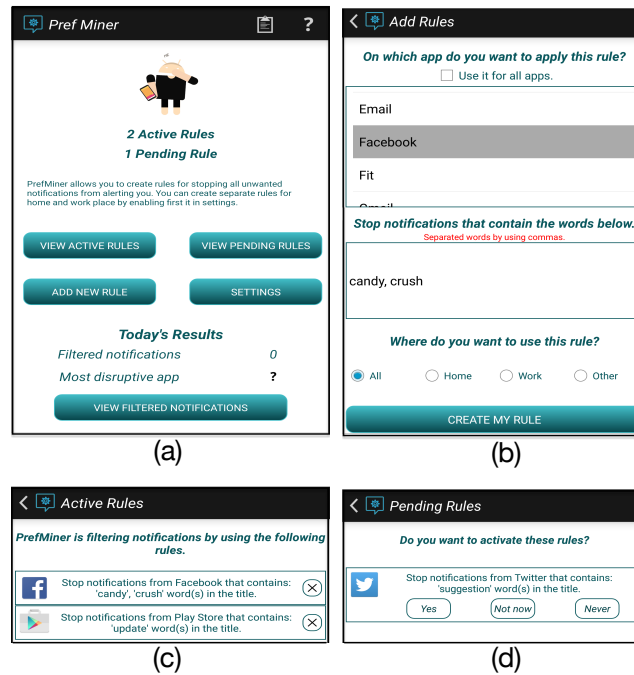 Pref Miner
?
2 Active Rules
1 Pending Rule
PrefMiner allows you to create rules for stopping all unwanted
notifications from alerting you. You can create separate rules for
home and work place by enabling first it in settings.
VIEW ACTIVE RULES
VIEW PENDING RULES
ADD NEW RULE
SETTINGS
Today's Results
Filtered notifications 0
Most disruptive app ?
VIEW FILTERED NOTIFICATIONS
(a)
Add Rules
On which app do you want to apply this rule?
Use it for all apps.
Email
Facebook
Fit
Stop notifications that contain the words below.
Separated words by using commas.
candy, crush
Where do you want to use this rule?
All Home Work Other
CREATE MY RULE
(b)
Active Rules
PrefMiner is filtering notifications by using the following
rules.
Stop notifications from Facebook that contains:
'candy', 'crush' word(s) in the title.
Stop notifications from Play Store that contains:
'update' word(s) in the title.
(c)
Pending Rules
Do you want to activate these rules?
Stop notifications from Twitter that contains:
'suggestion' word(s) in the title.
Yes Not now Never
(d)